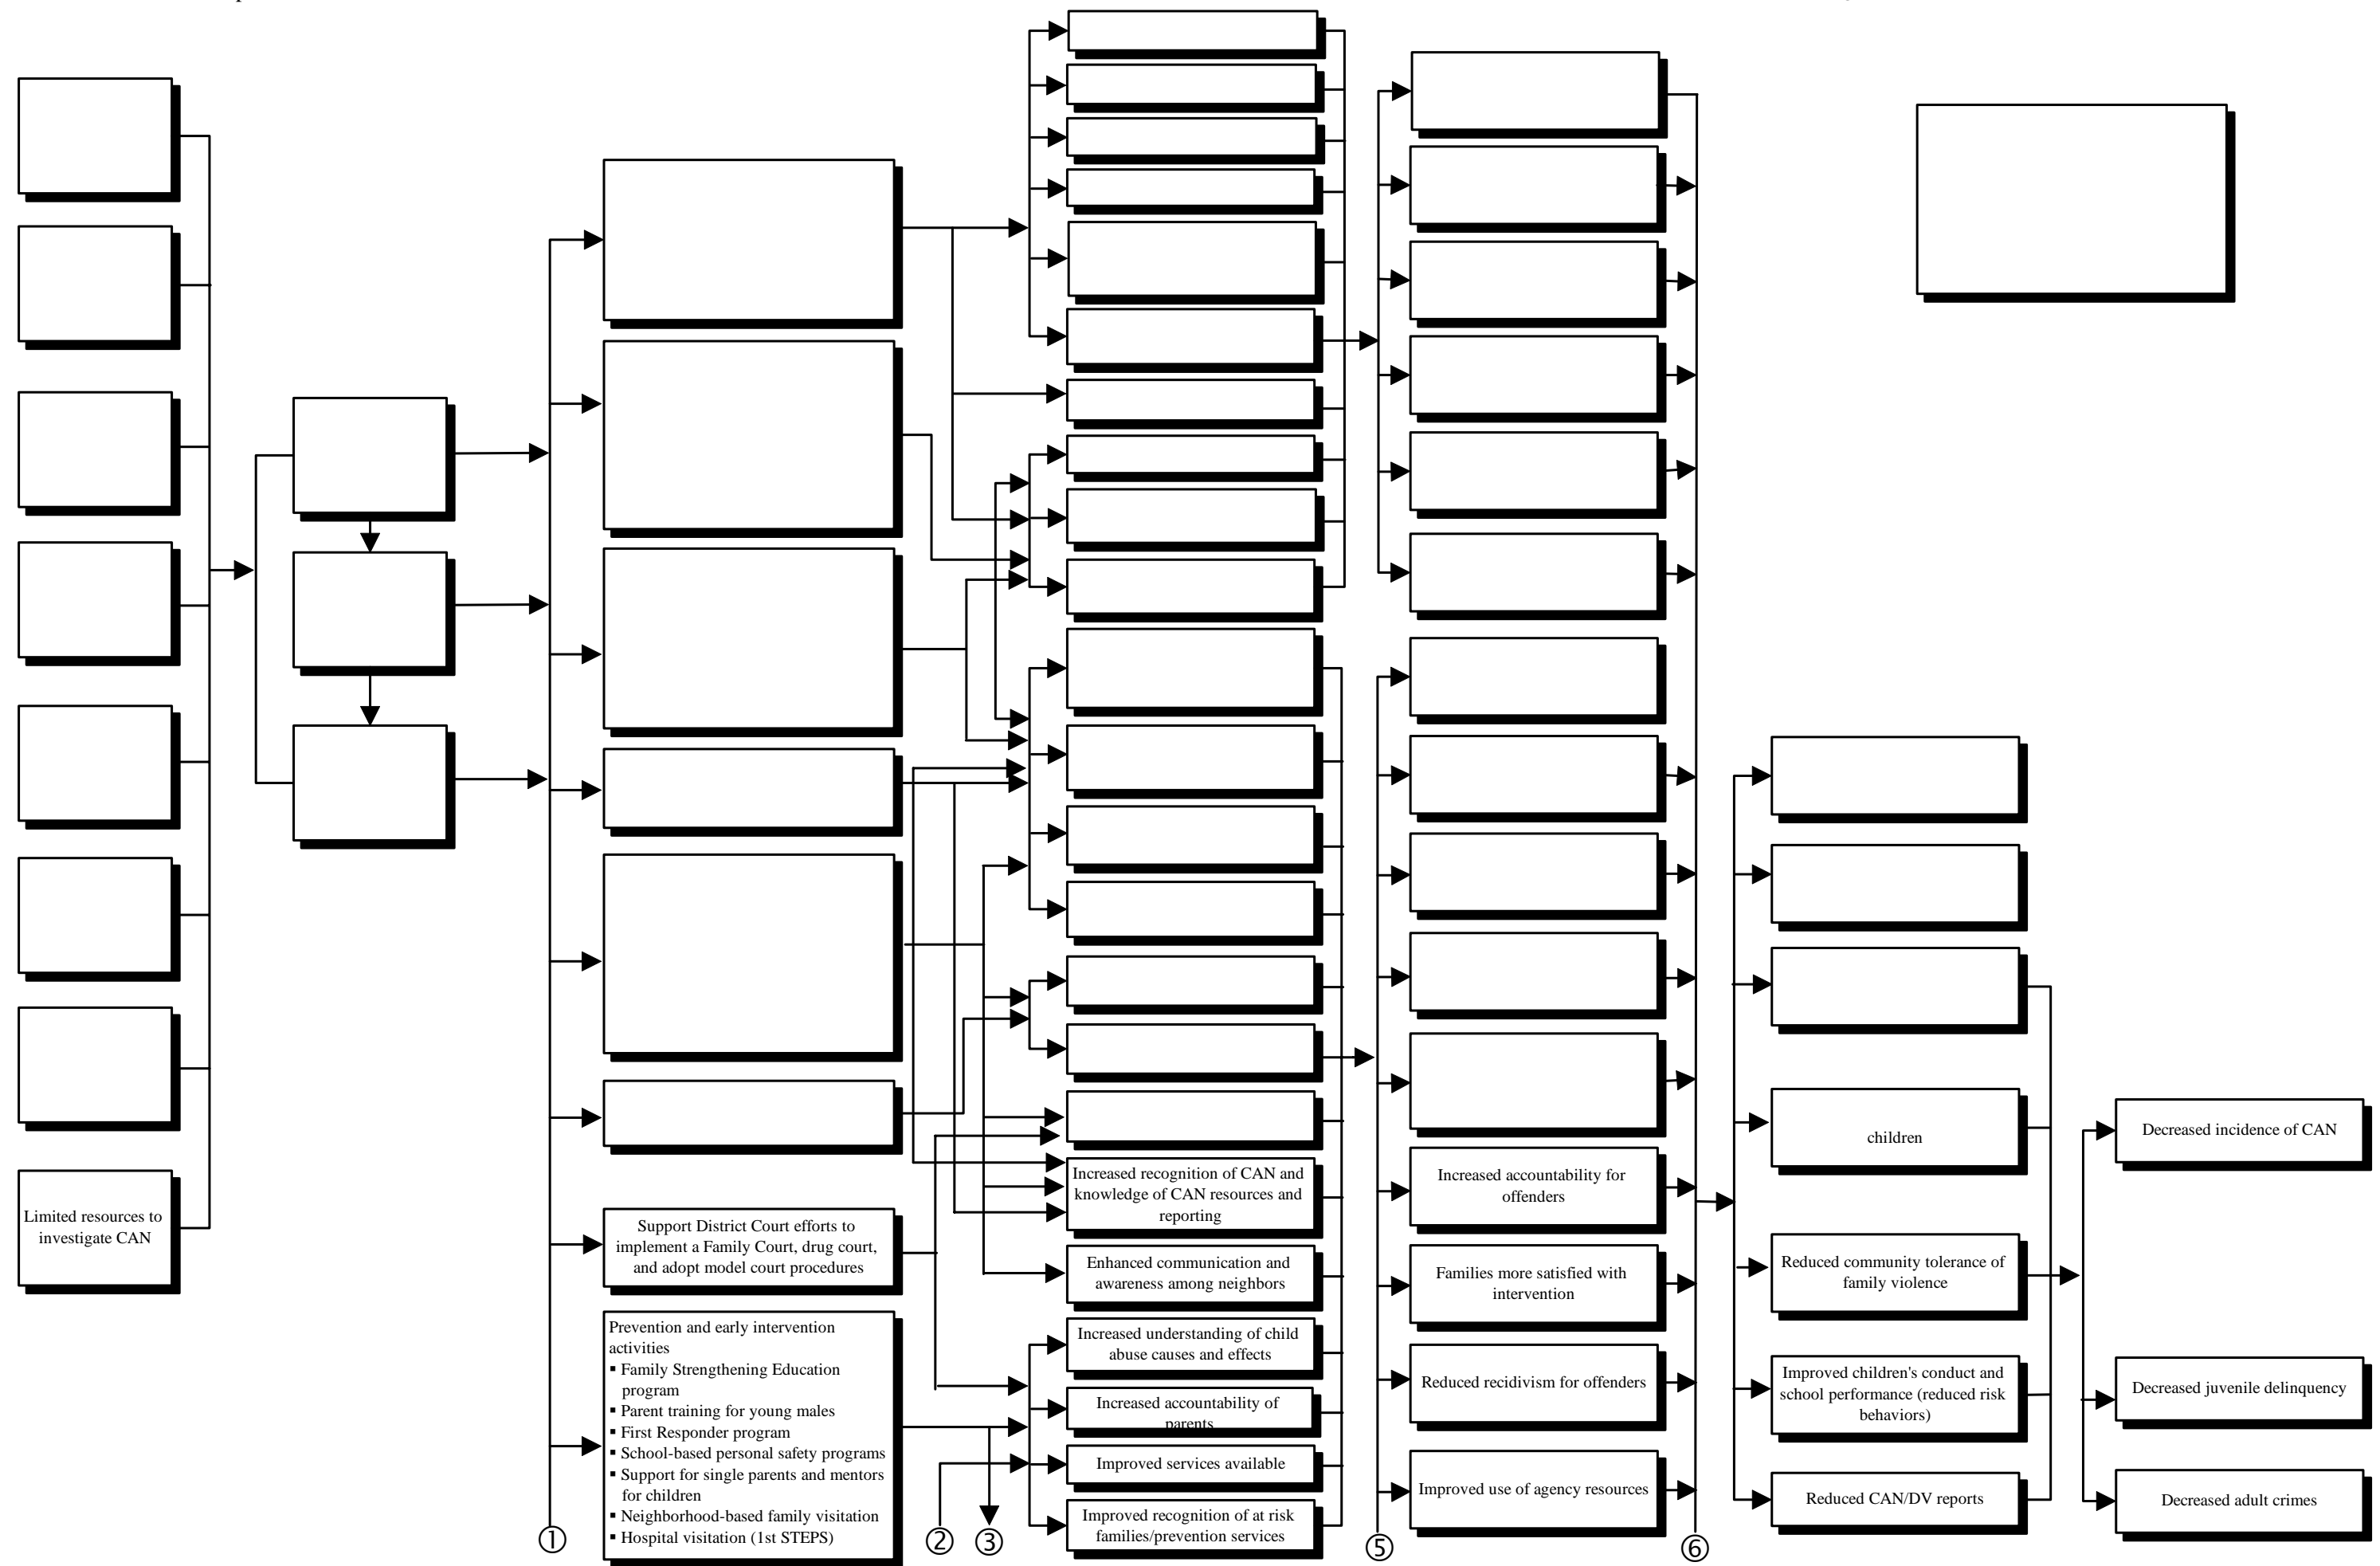 Limited resources to
investigate CAN
Support District Court efforts to
implement a Family Court, drug court,
and adopt model court procedures
Prevention and early intervention
activities
▪ Family Strengthening Education
program
▪ Parent training for young males
▪ First Responder program
▪ School-based personal safety programs
▪ Support for single parents and mentors
for children
▪ Neighborhood-based family visitation
▪ Hospital visitation (1st STEPS)
①
②
③
Increased recognition of CAN and
knowledge of CAN resources and
reporting
Enhanced communication and
awareness among neighbors
Increased understanding of child
abuse causes and effects
Increased accountability of
parents
Improved services available
Improved recognition of at risk
families/prevention services
Increased accountability for
offenders
Families more satisfied with
intervention
Reduced recidivism for offenders
Improved use of agency resources
⑤
⑥
children
Reduced community tolerance of
family violence
Improved children's conduct and
school performance (reduced risk
behaviors)
Reduced CAN/DV reports
Decreased incidence of CAN
Decreased juvenile delinquency
Decreased adult crimes